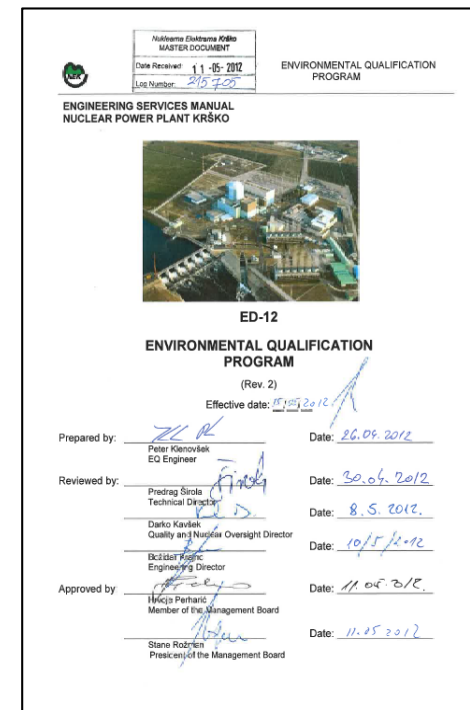 Nuklearna Elektrarna Krško
MASTER DOCUMENT
Date Received: 11 -05- 2012
Log Number: 215705
ENVIRONMENTAL QUALIFICATION
PROGRAM
ENGINEERING SERVICES MANUAL
NUCLEAR POWER PLANT KRŠKO
ED-12
ENVIRONMENTAL QUALIFICATION
PROGRAM
(Rev. 2)
Effective date: 15/05/2012
Prepared by:
Date: 26.04.2012
Peter Klenovšek
EQ Engineer
Reviewed by:
Date: 30.04.2012
Predrag Širola
Technical Director
Date: 8.5.2012.
Darko Kavšek
Quality and Nuclear Oversight Director
Date: 10/5/2012
Božidar
Engineering Director
Approved by
Date: 11.05.2012.
Hrvoje Perharić
Member of the Management Board
Date: 11.05 2012
Stane Rožman
President of the Management Board